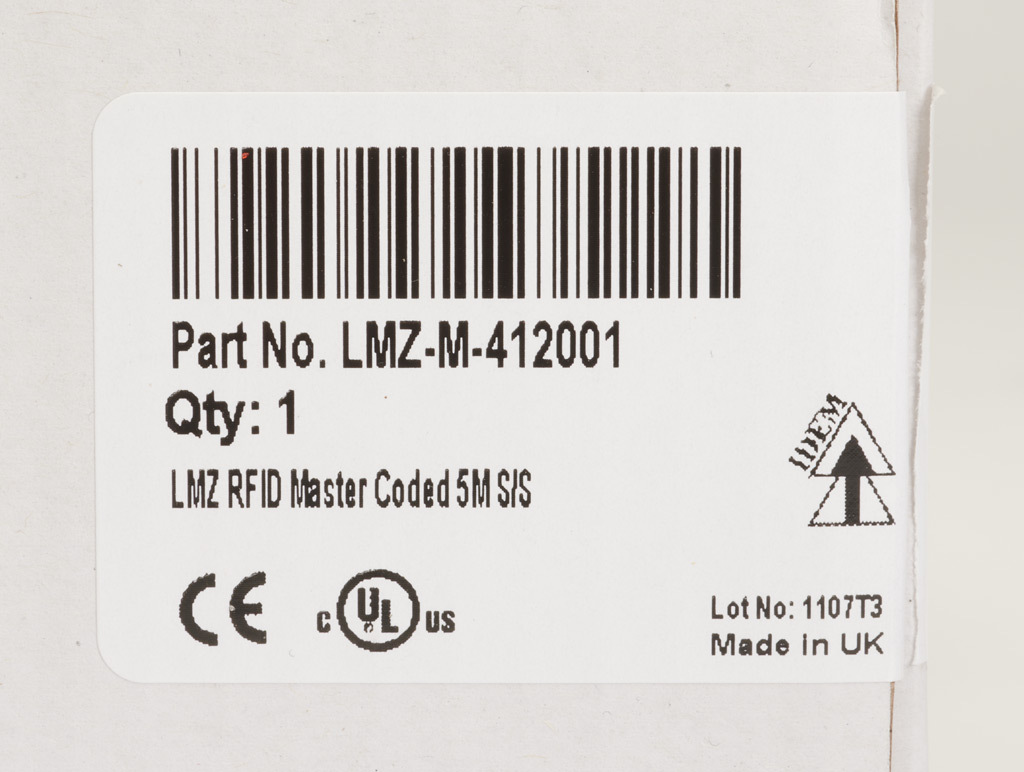 Part No. LMZ-M-412001
Qty: 1
LMZ RFID Master Coded 5M S/S
IDEM
CE
c UL US
Lot No: 1107T3
Made in UK